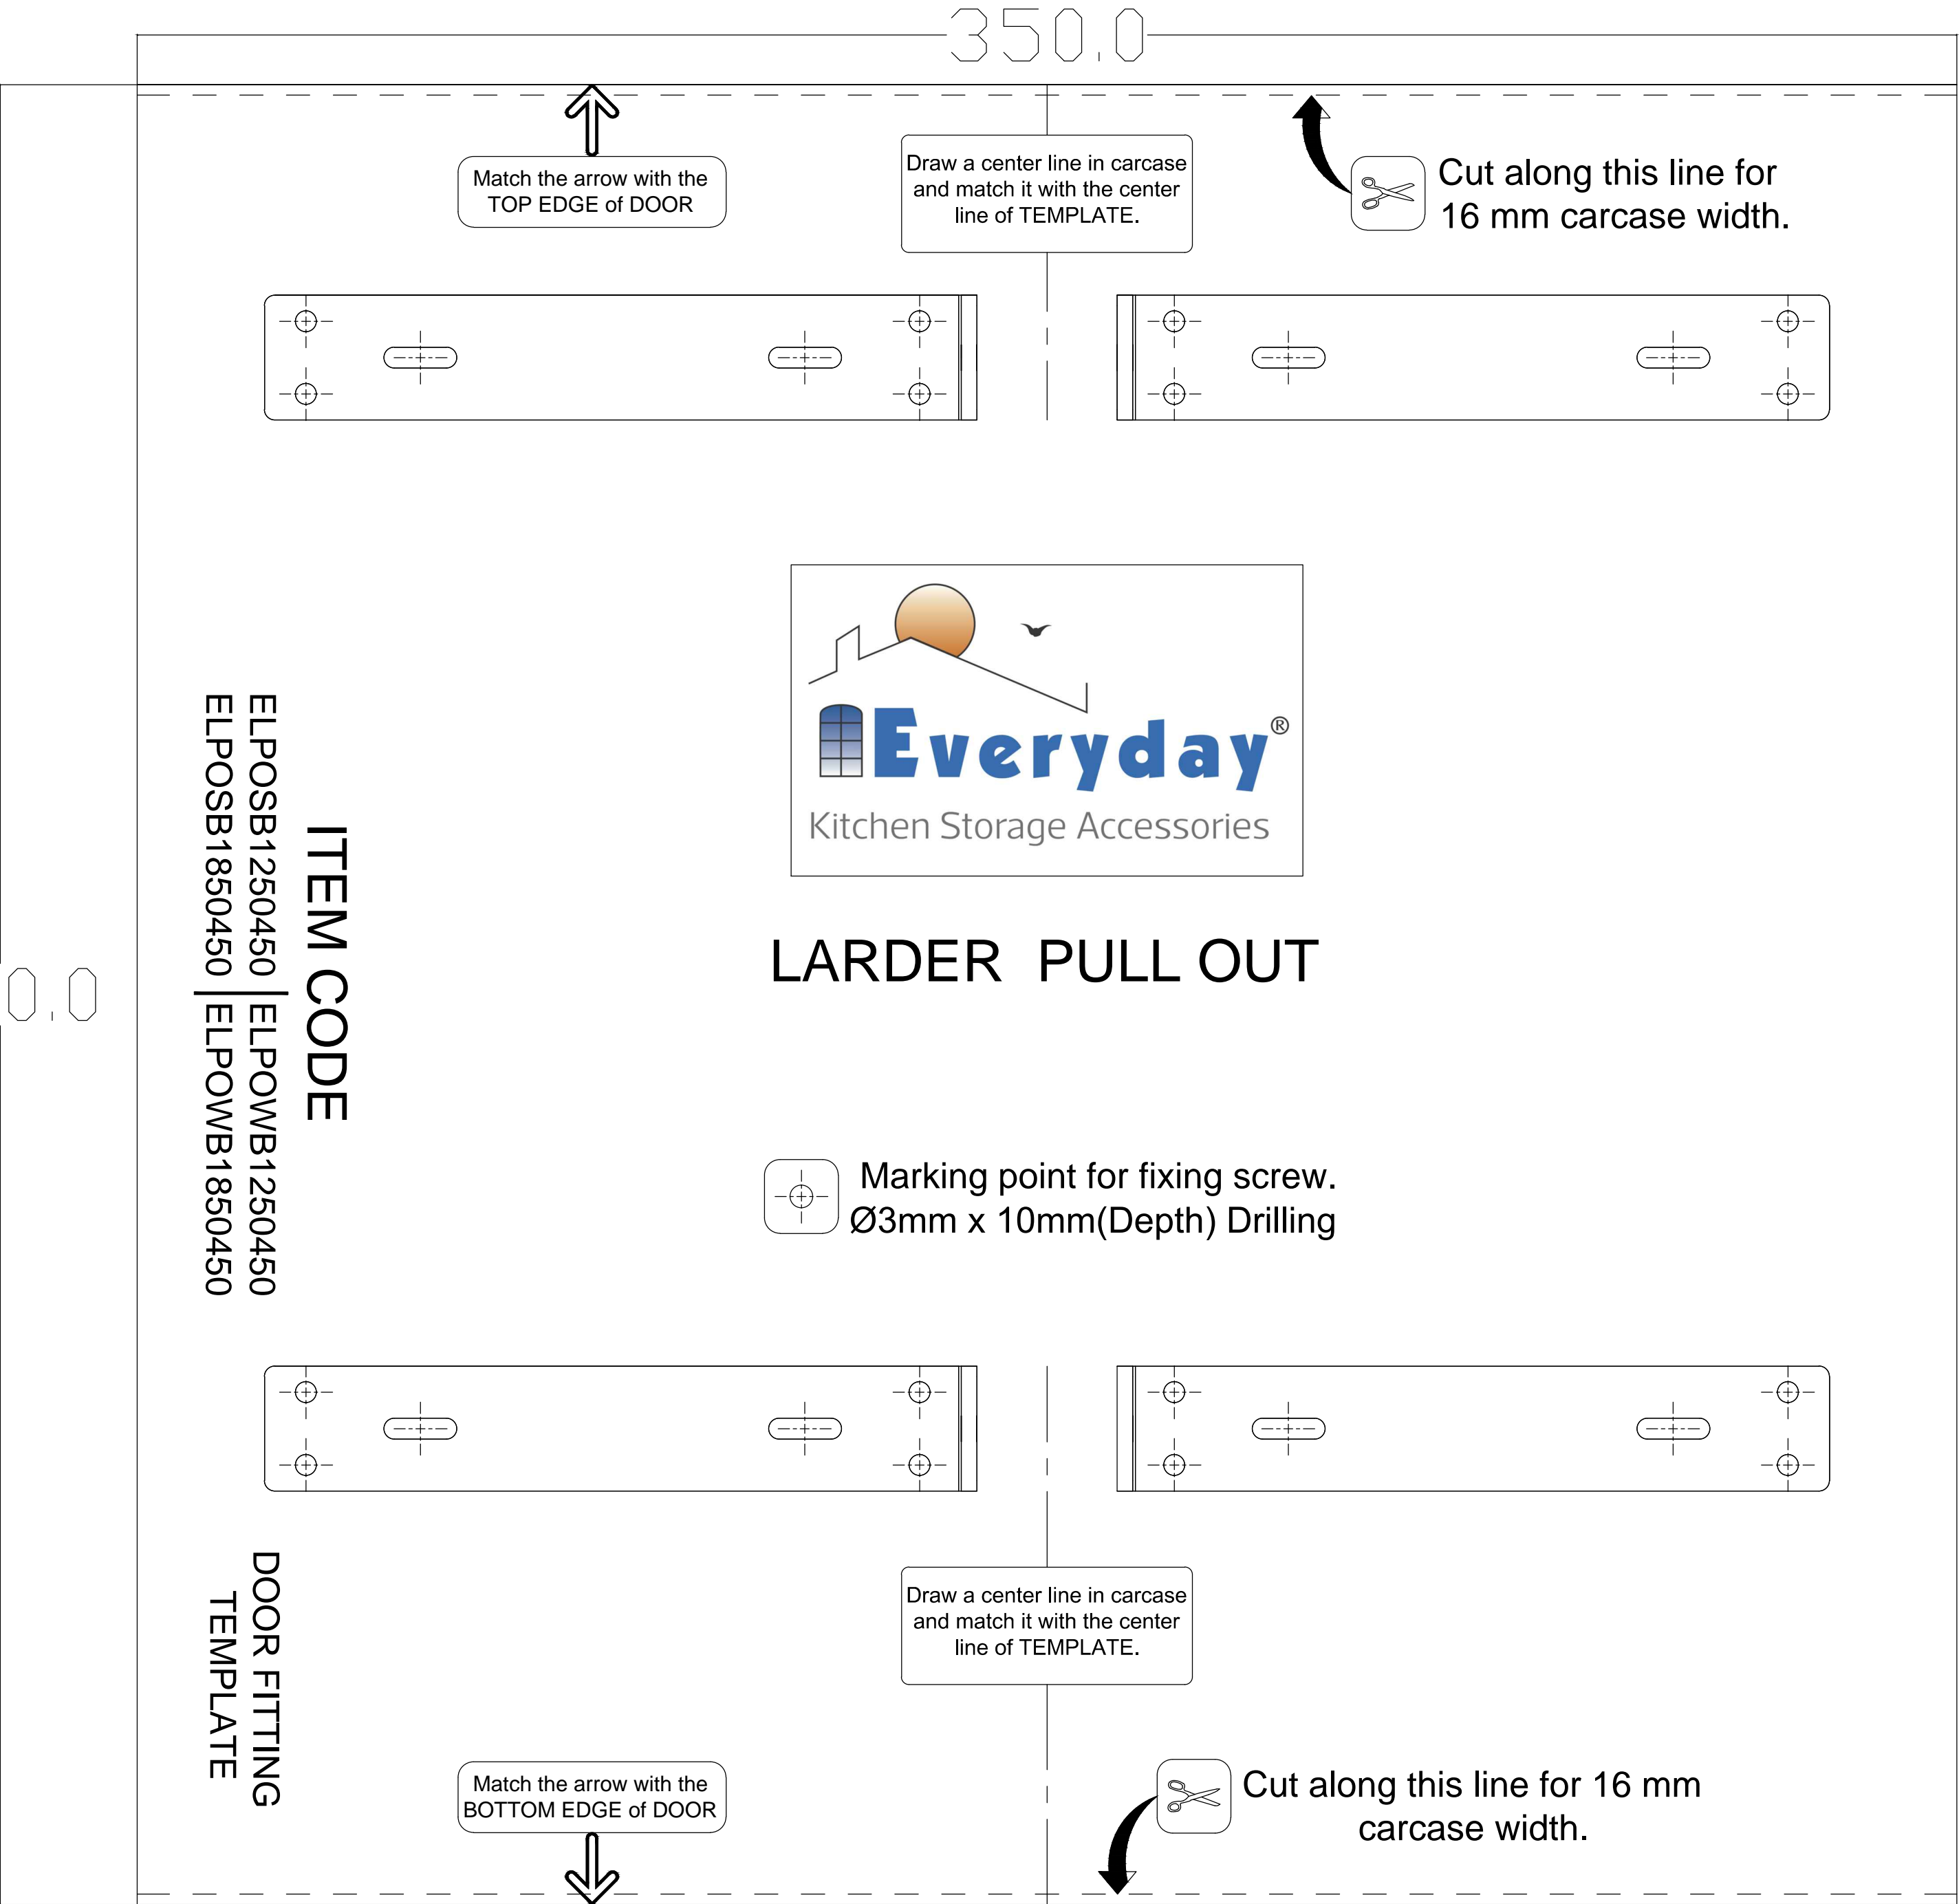 350.0
Match the arrow with the
TOP EDGE of DOOR
Draw a center line in carcase
and match it with the center
line of TEMPLATE.
Cut along this line for
16 mm carcase width.
Everyday®
Kitchen Storage Accessories
LARDER PULL OUT
ITEM CODE
ELPOSB1250450 | ELPOWB1250450
ELPOSB1850450 | ELPOWB1850450
0.0
Marking point for fixing screw.
Ø3mm x 10mm(Depth) Drilling
DOOR FITTING
TEMPLATE
Draw a center line in carcase
and match it with the center
line of TEMPLATE.
Match the arrow with the
BOTTOM EDGE of DOOR
Cut along this line for 16 mm
carcase width.